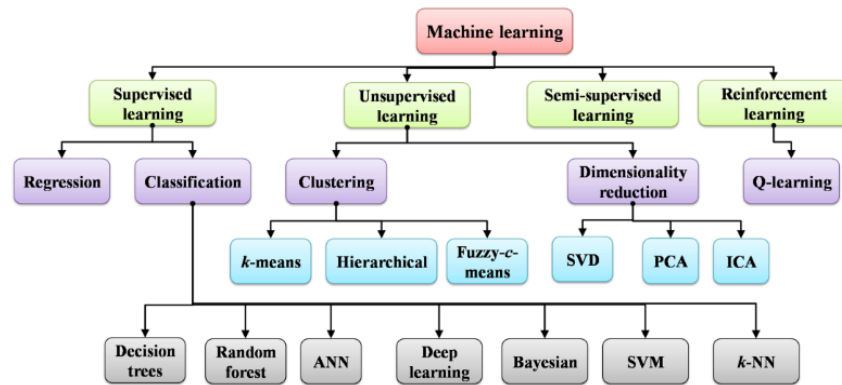 Machine learning
Supervised
learning
Unsupervised
learning
Semi-supervised
learning
Reinforcement
learning
Regression
Classification
Clustering
Dimensionality
reduction
Q-learning
k-means
Hierarchical
Fuzzy-c-
means
SVD
PCA
ICA
Decision
trees
Random
forest
ANN
Deep
learning
Bayesian
SVM
k-NN